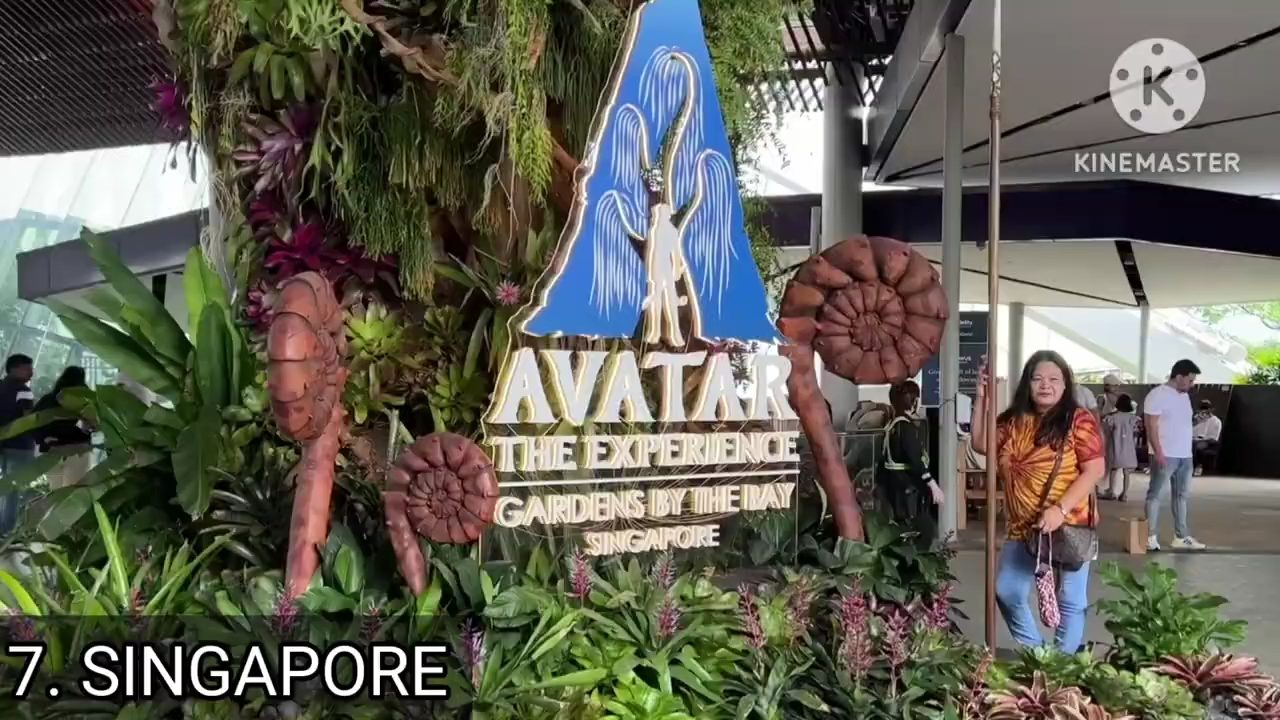 K
KINEMASTER
AVATAR
THE EXPERIENCE
GARDENS BY THE BAY
SINGAPORE
7. SINGAPORE